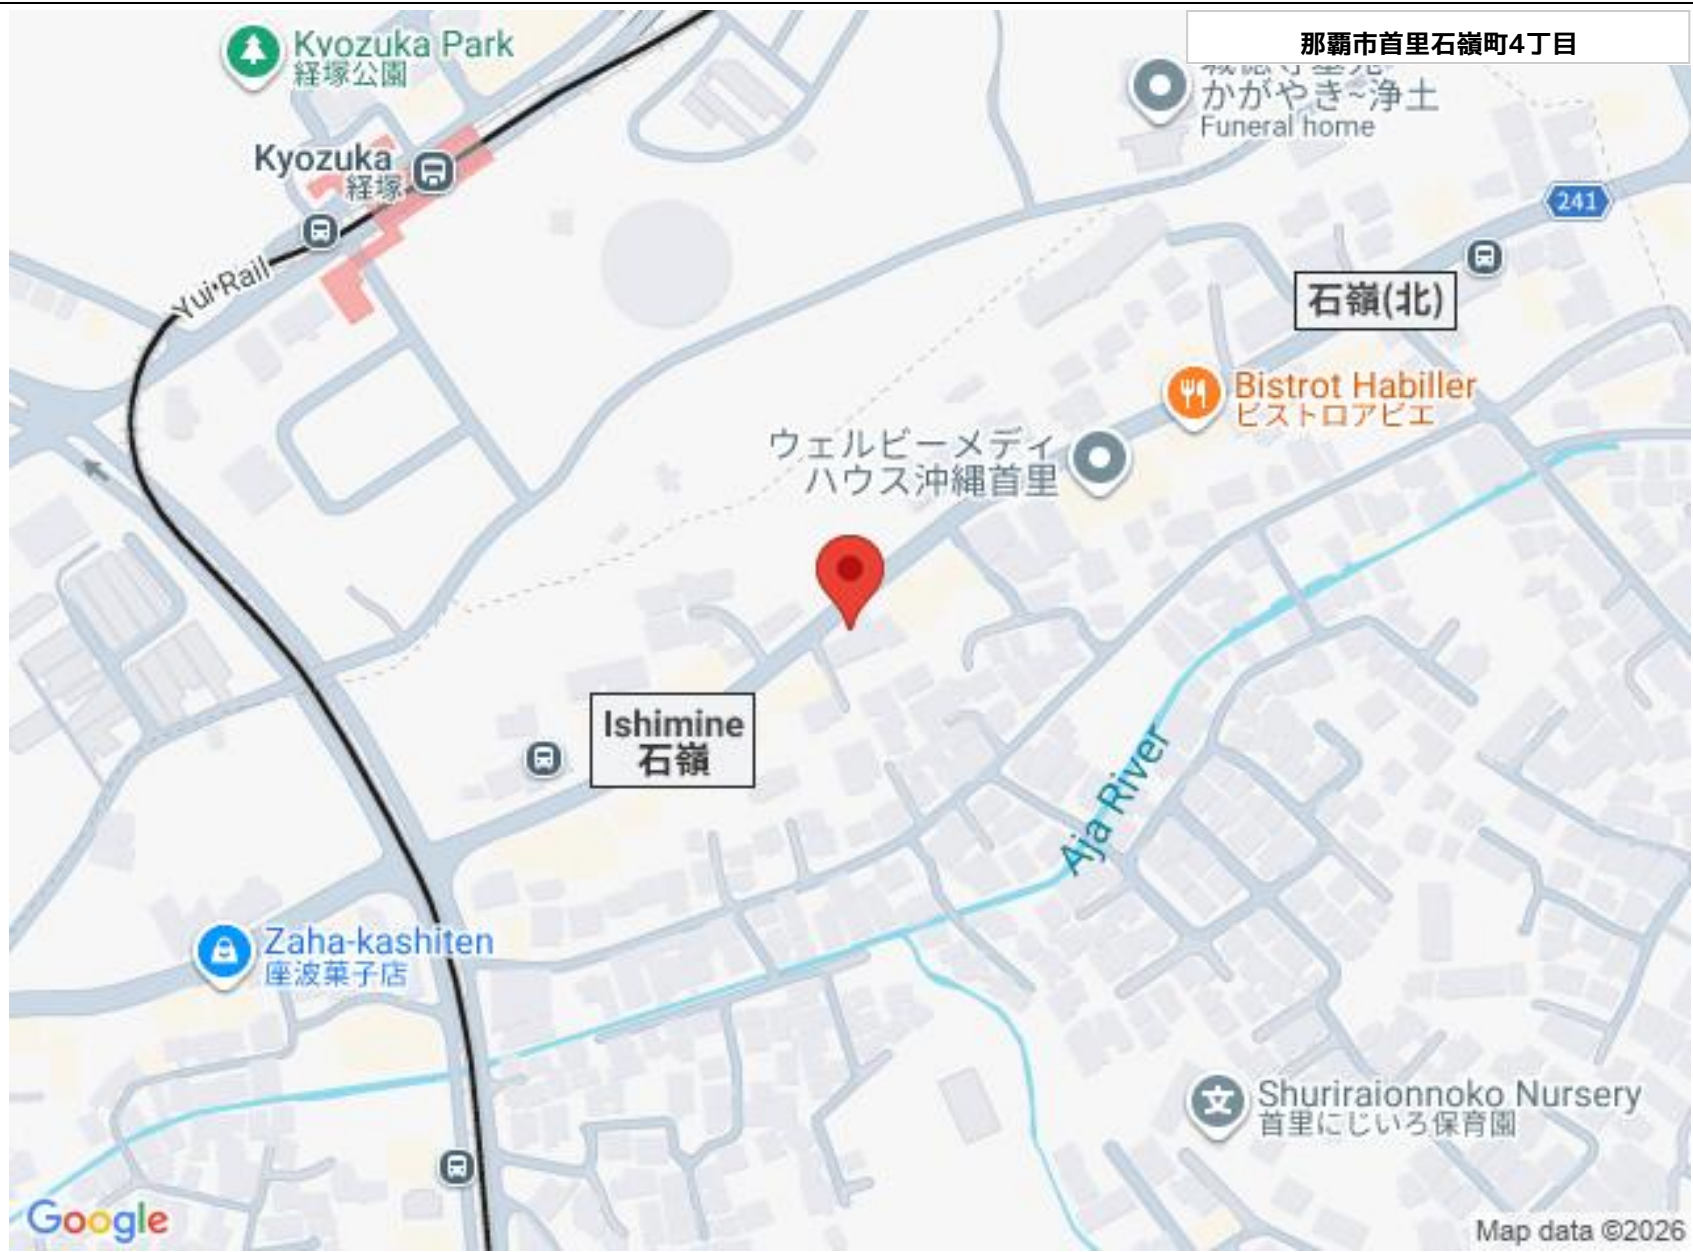 那覇市首里石嶺町4丁目
Kyozuka Park
経塚公園
かがやき~浄土
Funeral home
Kyozuka
経塚
241
Yui Rail
石嶺(北)
Bistrot Habiller
ビストロアビエ
ウェルビーメディ
ハウス沖縄首里
Ishimine
石嶺
Aja River
Zaha-kashiten
座波菓子店
Shuriraionnoko Nursery
首里にじいろ保育園
Google
Map data ©2026